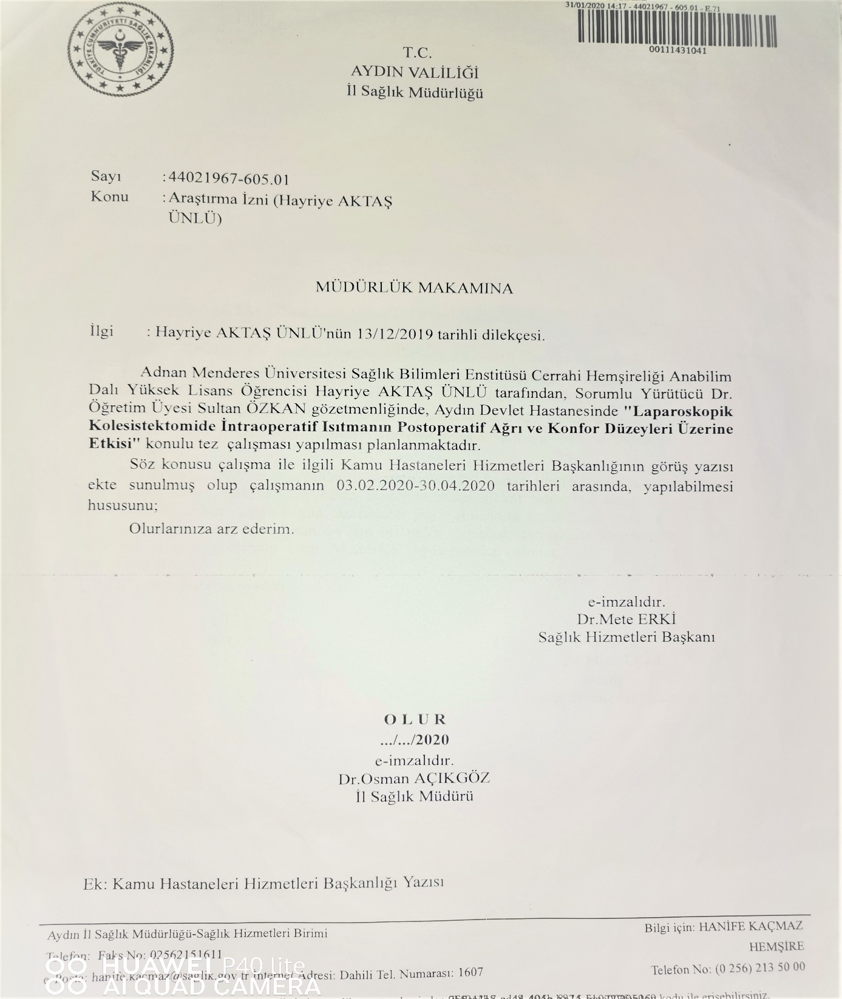 31/01/2020 14:17 - 44021967 - 605.01 - E.71
00111431041
TÜRKİYE CUMHURİYETİ SAĞLIK BAKANLIĞI
T.C.
AYDIN VALİLİĞİ
İl Sağlık Müdürlüğü
Sayı : 44021967-605.01
Konu : Araştırma İzni (Hayriye AKTAŞ
ÜNLÜ)
MÜDÜRLÜK MAKAMINA
İlgi : Hayriye AKTAŞ ÜNLÜ'nün 13/12/2019 tarihli dilekçesi.
Adnan Menderes Üniversitesi Sağlık Bilimleri Enstitüsü Cerrahi Hemşireliği Anabilim
Dalı Yüksek Lisans Öğrencisi Hayriye AKTAŞ ÜNLÜ tarafından, Sorumlu Yürütücü Dr.
Öğretim Üyesi Sultan ÖZKAN gözetmenliğinde, Aydın Devlet Hastanesinde "Laparoskopik
Kolesistektomide İntraoperatif Isıtmanın Postoperatif Ağrı ve Konfor Düzeyleri Üzerine
Etkisi" konulu tez çalışması yapılması planlanmaktadır.
Söz konusu çalışma ile ilgili Kamu Hastaneleri Hizmetleri Başkanlığının görüş yazısı
ekte sunulmuş olup çalışmanın 03.02.2020-30.04.2020 tarihleri arasında, yapılabilmesi
hususunu;
Olurlarınıza arz ederim.
e-imzalıdır.
Dr.Mete ERKİ
Sağlık Hizmetleri Başkanı
O L U R
.../.../2020
e-imzalıdır.
Dr.Osman AÇIKGÖZ
İl Sağlık Müdürü
Ek: Kamu Hastaneleri Hizmetleri Başkanlığı Yazısı
Aydın İl Sağlık Müdürlüğü-Sağlık Hizmetleri Birimi
Bilgi için: HANİFE KAÇMAZ
HEMŞİRE
Telefon: Faks No: 02562151611
Telefon No: (0 256) 213 50 00
e-Posta: hanife.kacmaz@saglik.gov.tr İnternet Adresi: Dahili Tel. Numarası: 1607
HUAWEI P40 lite
AI QUAD CAMERA
kodu ile erişebilirsiniz.